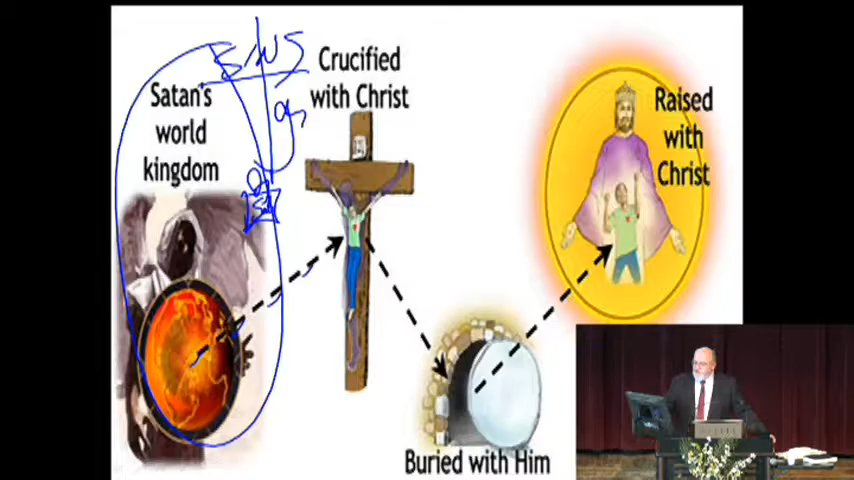 Satan's
world
kingdom
Crucified
with Christ
Buried with Him
Raised
with
Christ